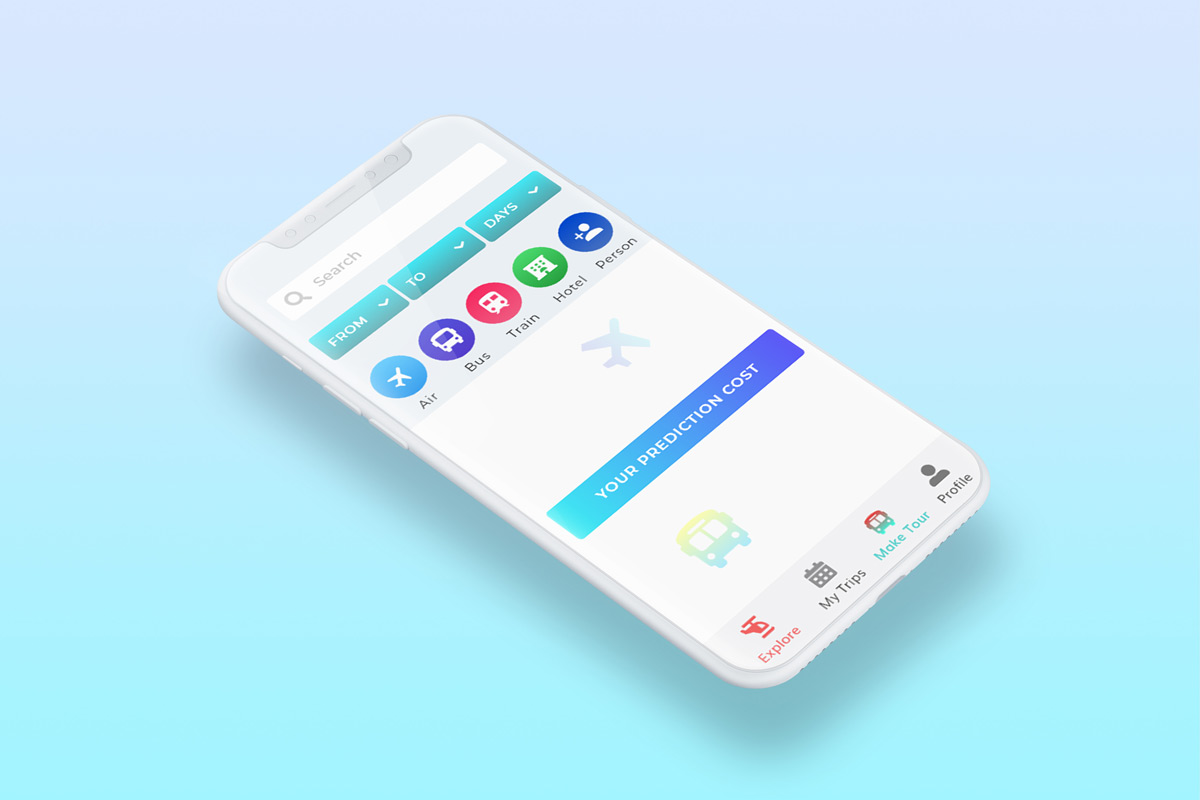 Search
FROM TO DAYS
Air Bus Train Hotel Person
YOUR PREDICTION COST
Explore My Trips Make Tour Profile